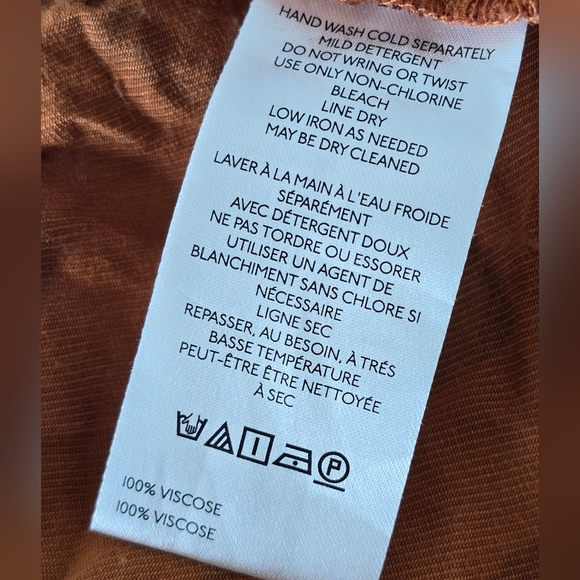 HAND WASH COLD SEPARATELY
MILD DETERGENT
DO NOT WRING OR TWIST
USE ONLY NON-CHLORINE
BLEACH
LINE DRY
LOW IRON AS NEEDED
MAY BE DRY CLEANED
LAVER À LA MAIN À L'EAU FROIDE
SÉPARÉMENT
AVEC DÉTERGENT DOUX
NE PAS TORDRE OU ESSORER
UTILISER UN AGENT DE
BLANCHIMENT SANS CHLORE SI
NÉCESSAIRE
LIGNE SEC
REPASSER, AU BESOIN, À TRÉS
BASSE TEMPÉRATURE
PEUT-ÊTRE ÊTRE NETTOYÉE
À SEC
P
100% VISCOSE
100% VISCOSE